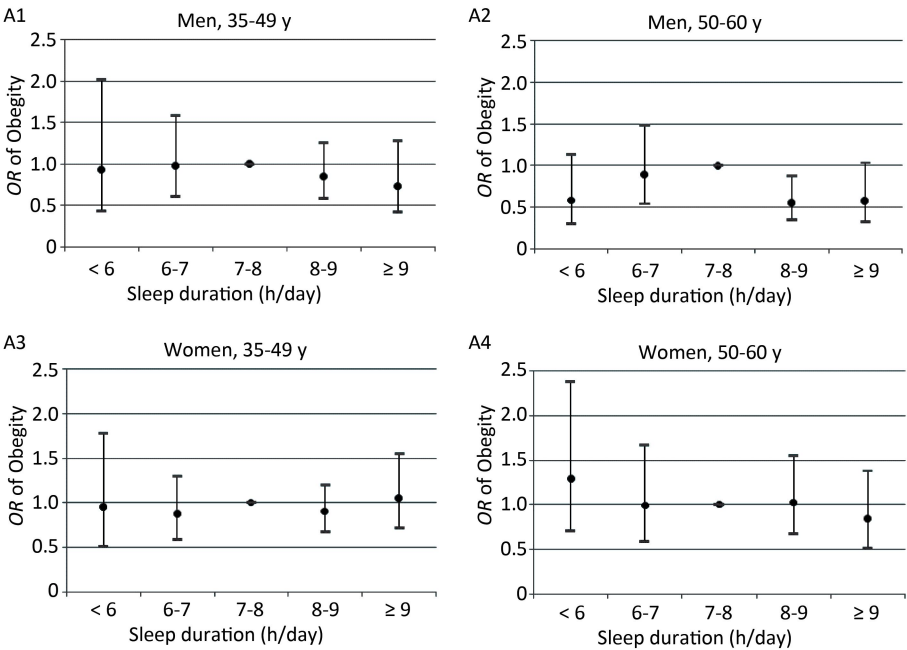 A1
Men, 35-49 y
OR of Obegity
2.5
2.0
1.5
1.0
0.5
0
< 6 6-7 7-8 8-9 ≥ 9
Sleep duration (h/day)
A2
Men, 50-60 y
OR of Obegity
2.5
2.0
1.5
1.0
0.5
0
< 6 6-7 7-8 8-9 ≥ 9
Sleep duration (h/day)
A3
Women, 35-49 y
OR of Obegity
2.5
2.0
1.5
1.0
0.5
0
< 6 6-7 7-8 8-9 ≥ 9
Sleep duration (h/day)
A4
Women, 50-60 y
OR of Obegity
2.5
2.0
1.5
1.0
0.5
0
< 6 6-7 7-8 8-9 ≥ 9
Sleep duration (h/day)